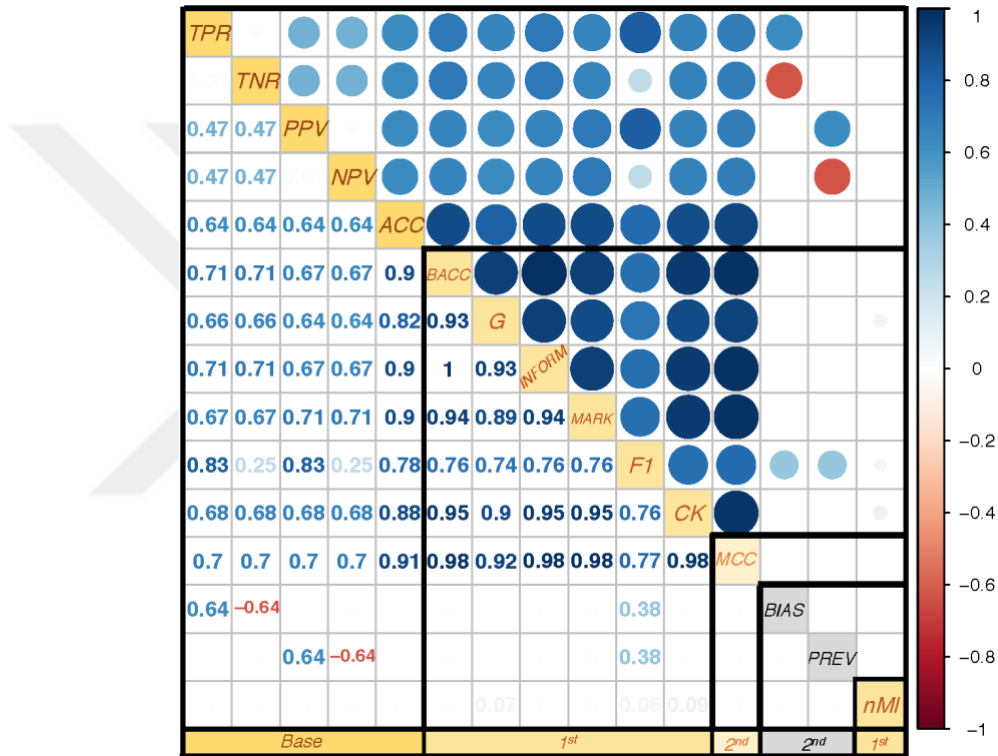 TPR
1
TNR 0.8
0.47 0.47 PPV
0.6
0.47 0.47 NPV
0.64 0.64 0.64 0.64 ACC 0.4
0.71 0.71 0.67 0.67 0.9 BACC
0.2
0.66 0.66 0.64 0.64 0.82 0.93 G
0.71 0.71 0.67 0.67 0.9 1 0.93 INFORM 0
0.67 0.67 0.71 0.71 0.9 0.94 0.89 0.94 MARK
−0.2
0.83 0.25 0.83 0.25 0.78 0.76 0.74 0.76 0.76 F1
0.68 0.68 0.68 0.68 0.88 0.95 0.9 0.95 0.95 0.76 CK −0.4
0.7 0.7 0.7 0.7 0.91 0.98 0.92 0.98 0.98 0.77 0.98 MCC
−0.6
0.64 −0.64 0.38 BIAS
0.64 −0.64 0.38 PREV −0.8
0.07 0.06 0.09 nMI
−1
Base 1st 2nd 2nd 1st